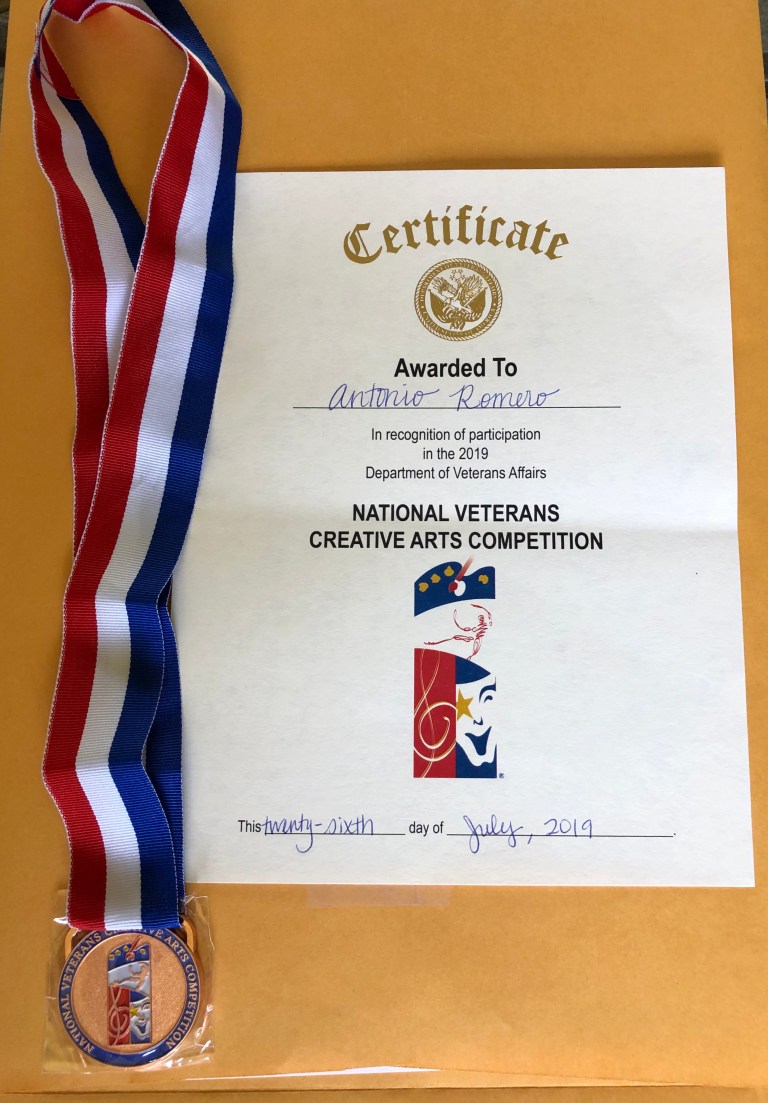 Certificate
Awarded To
Antonio Romero
In recognition of participation
in the 2019
Department of Veterans Affairs
NATIONAL VETERANS
CREATIVE ARTS COMPETITION
®
This twenty-sixth day of July, 2019.
NATIONAL VETERANS CREATIVE ARTS COMPETITION